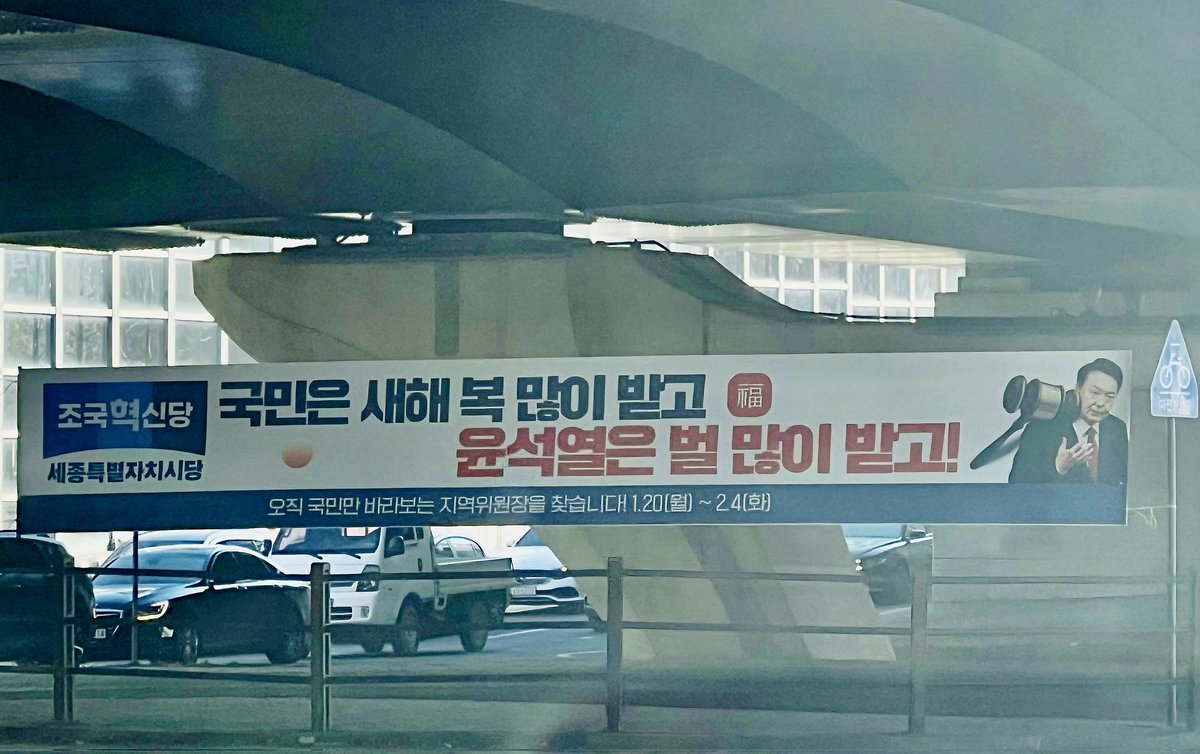 조국혁신당
세종특별자치시당
국민은 새해 복 많이 받고 福
윤석열은 벌 많이 받고!
오직 국민만 바라보는 지역위원장을 찾습니다! 1.20(월) ~ 2.4(화)